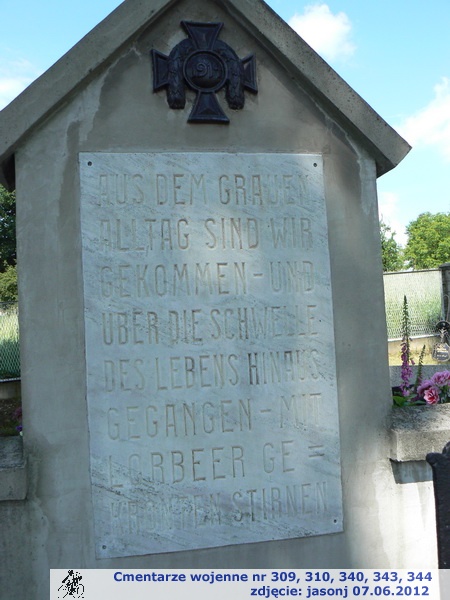 AUS DEM GRAUEN
ALLTAG SIND WIR
GEKOMMEN - UND
ÜBER DIE SCHWELLE
DES LEBENS HINAUS
GEGANGEN - MIT
LORBEER GE =
KRÄNTEN STIRNEN
Cmentarze wojenne nr 309, 310, 340, 343, 344
zdjęcie: jasonj 07.06.2012